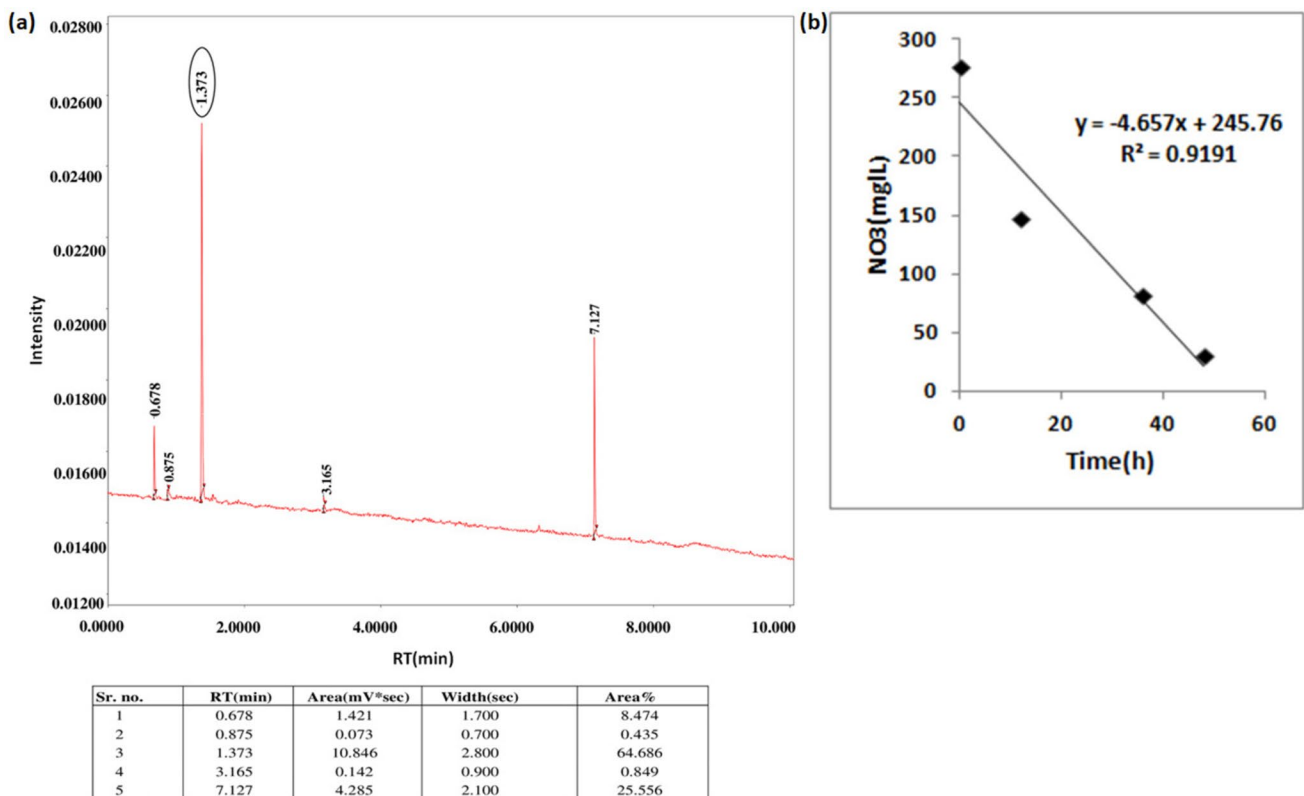 (a)
0.02800
0.02600
0.02400
0.02200
0.02000
0.01800
0.01600
0.01400
0.01200
Intensity
0.678
0.875
1.373
3.165
7.127
0.0000 2.0000 4.0000 6.0000 8.0000 10.000
RT(min)
Sr. no. RT(min) Area(mV*sec) Width(sec) Area%
1 0.678 1.421 1.700 8.474
2 0.875 0.073 0.700 0.435
3 1.373 10.846 2.800 64.686
4 3.165 0.142 0.900 0.849
5 7.127 4.285 2.100 25.556
(b)
300
250
200
150
100
50
0
NO3(mglL)
y = -4.657x + 245.76
R² = 0.9191
0 20 40 60
Time(h)